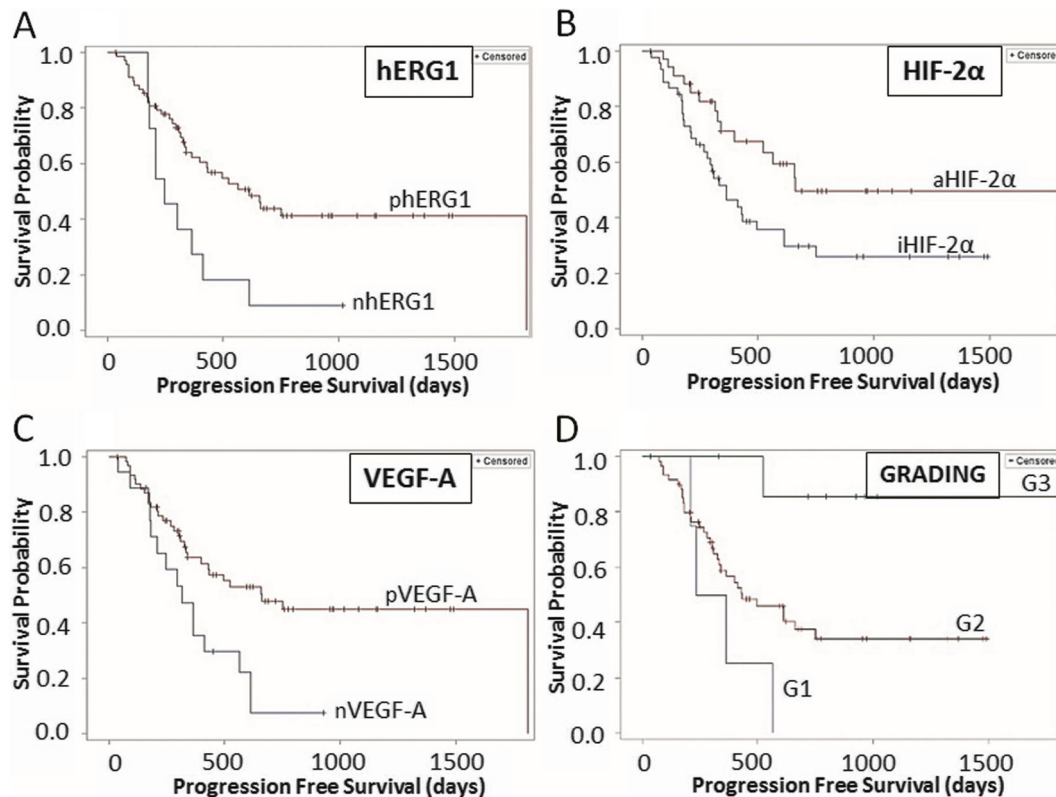 A
hERG1
+ Censored
Survival Probability
1.0
0.8
0.6
0.4
0.2
0.0
phERG1
nhERG1
0 500 1000 1500
Progression Free Survival (days)
B
HIF-2α
+ Censored
Survival Probability
1.0
0.8
0.6
0.4
0.2
0.0
aHIF-2α
iHIF-2α
0 500 1000 1500
Progression Free Survival (days)
C
VEGF-A
+ Censored
Survival Probability
1.0
0.8
0.6
0.4
0.2
0.0
pVEGF-A
nVEGF-A
0 500 1000 1500
Progression Free Survival (days)
D
GRADING
+ Censored
Survival Probability
1.0
0.8
0.6
0.4
0.2
0.0
G3
G2
G1
0 500 1000 1500
Progression Free Survival (days)